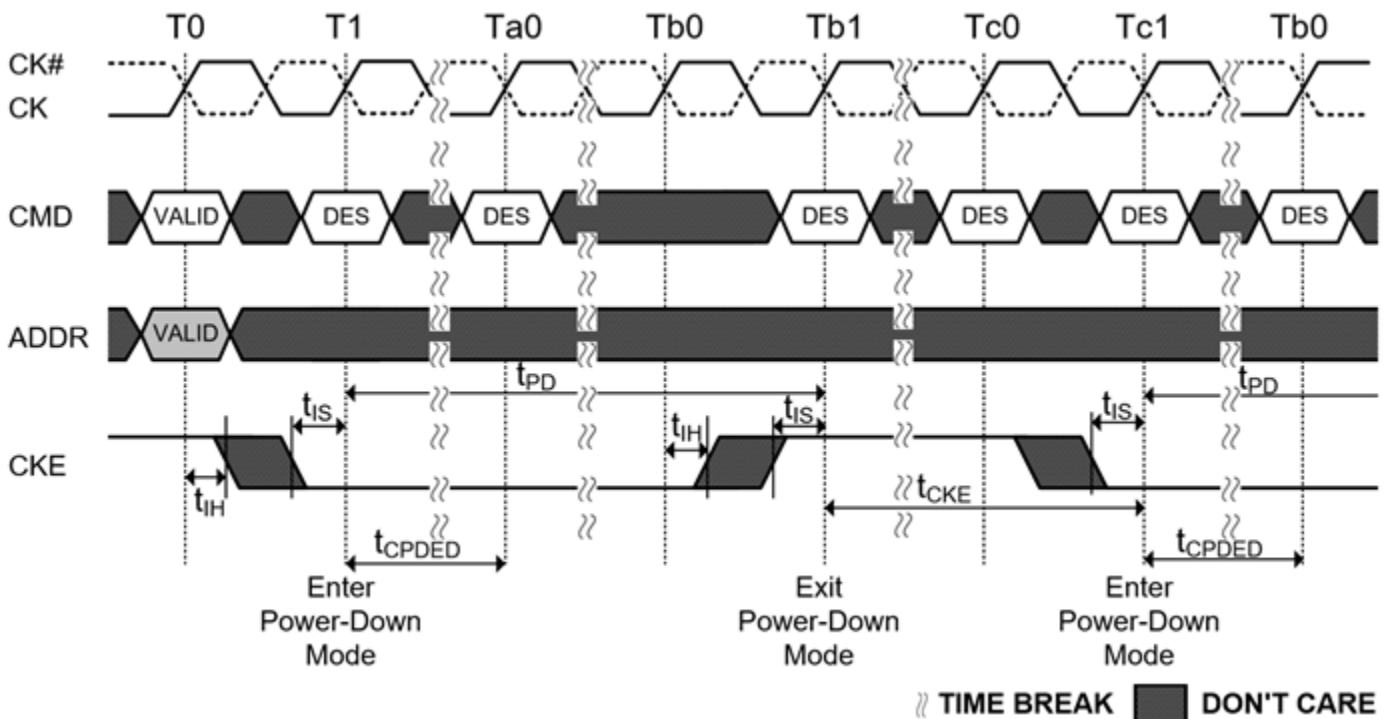 T0 T1 Ta0 Tb0 Tb1 Tc0 Tc1 Tb0
CK#
CK
CMD VALID DES DES DES DES DES DES
ADDR VALID
tPD tPD
tIS tIH tIS tIS
CKE
tIH tCKE
tCPDED tCPDED
Enter Exit Enter
Power-Down Power-Down Power-Down
Mode Mode Mode
TIME BREAK DON'T CARE